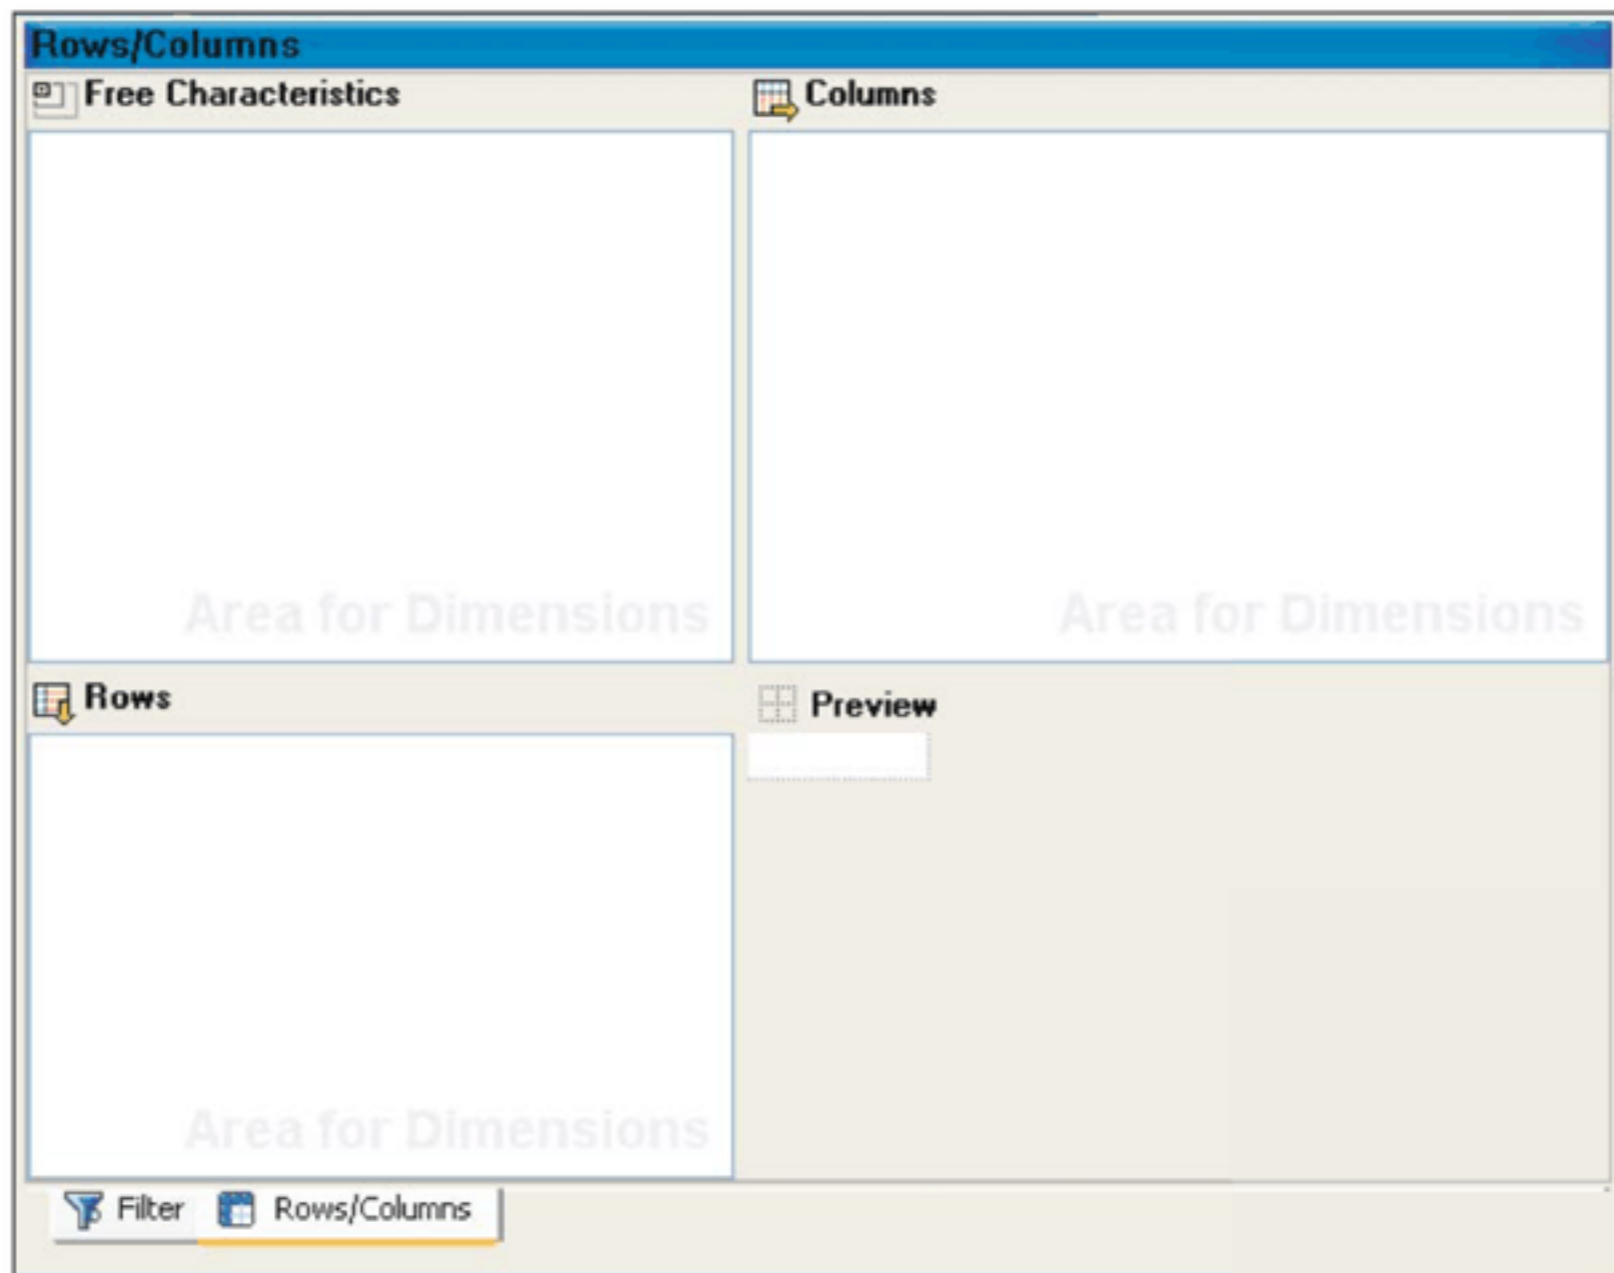 Rows/Columns
Free Characteristics
Columns
Area for Dimensions
Area for Dimensions
Rows
Preview
Area for Dimensions
Filter
Rows/Columns